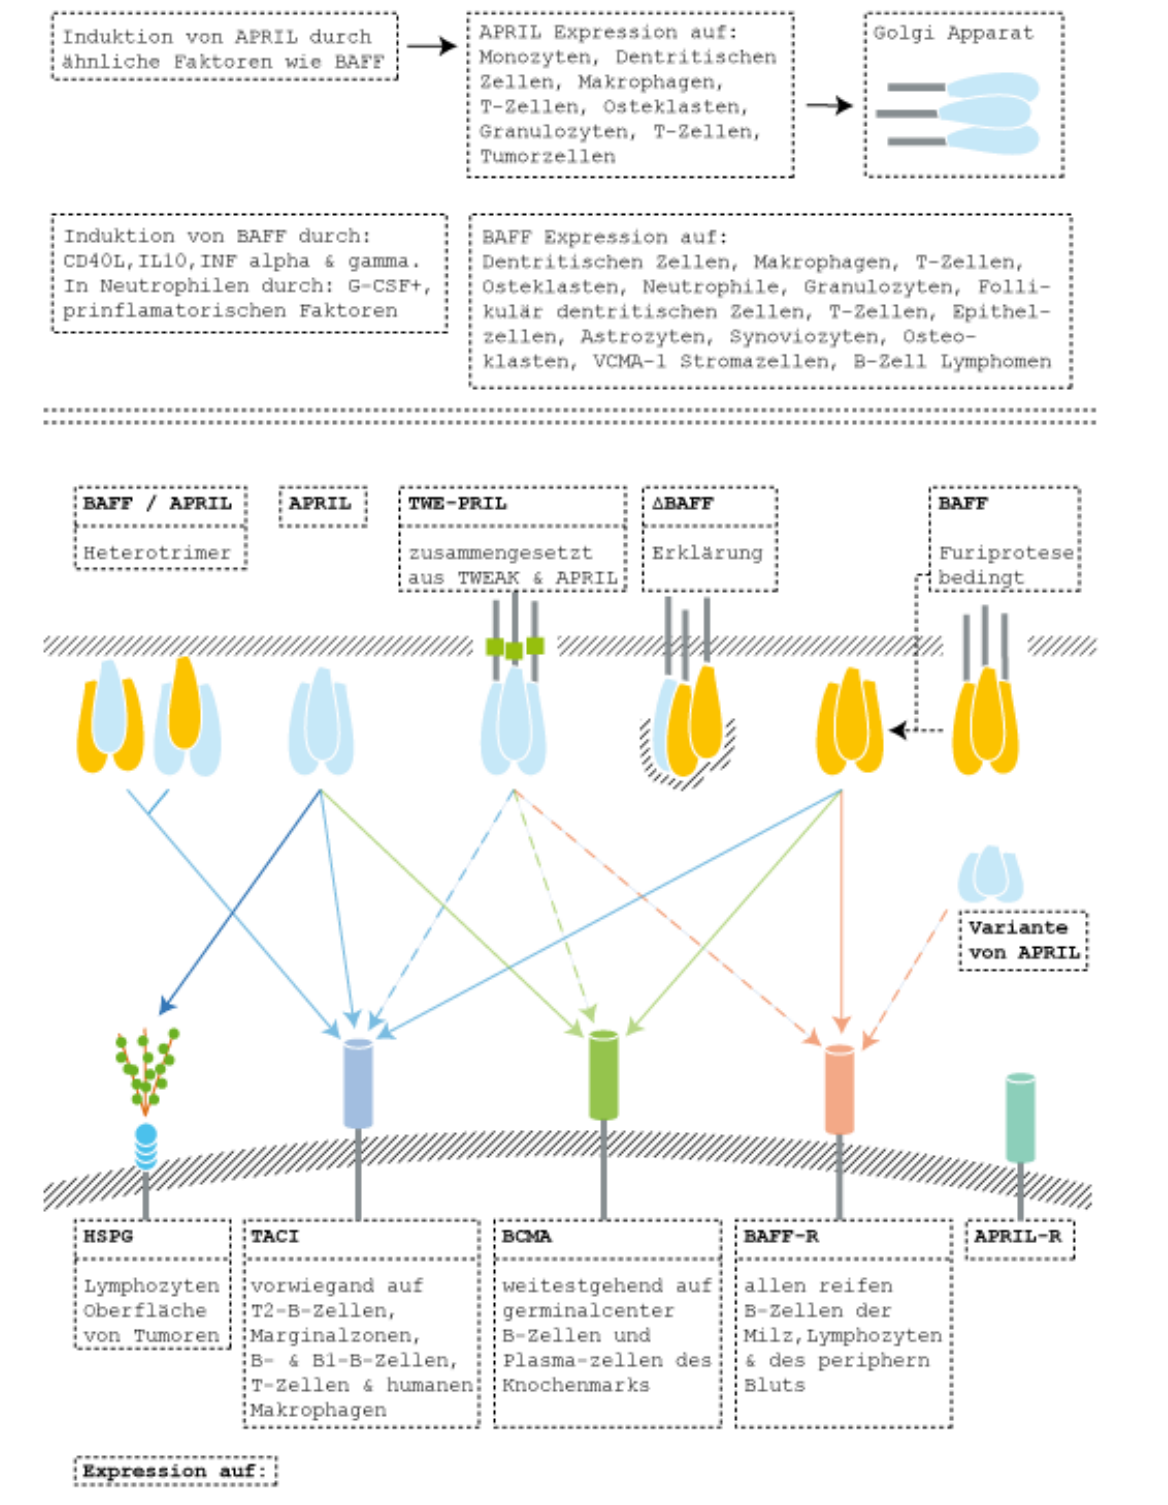 Induktion von APRIL durch
ähnliche Faktoren wie BAFF
APRIL Expression auf:
Monozyten, Dentritischen
Zellen, Makrophagen,
T-Zellen, Osteklasten,
Granulozyten, T-Zellen,
Tumorzellen
Golgi Apparat
Induktion von BAFF durch:
CD40L,IL10,INF alpha & gamma.
In Neutrophilen durch: G-CSF+,
prinflamatorischen Faktoren
BAFF Expression auf:
Dentritischen Zellen, Makrophagen, T-Zellen,
Osteklasten, Neutrophile, Granulozyten, Folli-
kulär dentritischen Zellen, T-Zellen, Epithel-
zellen, Astrozyten, Synoviozyten, Osteo-
klasten, VCMA-1 Stromazellen, B-Zell Lymphomen
BAFF / APRIL
Heterotrimer
APRIL
TWE-PRIL
zusammengesetzt
aus TWEAK & APRIL
ΔBAFF
Erklärung
BAFF
Furiprotese
bedingt
Variante
von APRIL
HSPG
Lymphozyten
Oberfläche
von Tumoren
TACI
vorwiegand auf
T2-B-Zellen,
Marginalzonen,
B- & B1-B-Zellen,
T-Zellen & humanen
Makrophagen
BCMA
weitestgehend auf
germinalcenter
B-Zellen und
Plasma-zellen des
Knochenmarks
BAFF-R
allen reifen
B-Zellen der
Milz,Lymphozyten
& des periphern
Bluts
APRIL-R
Expression auf: